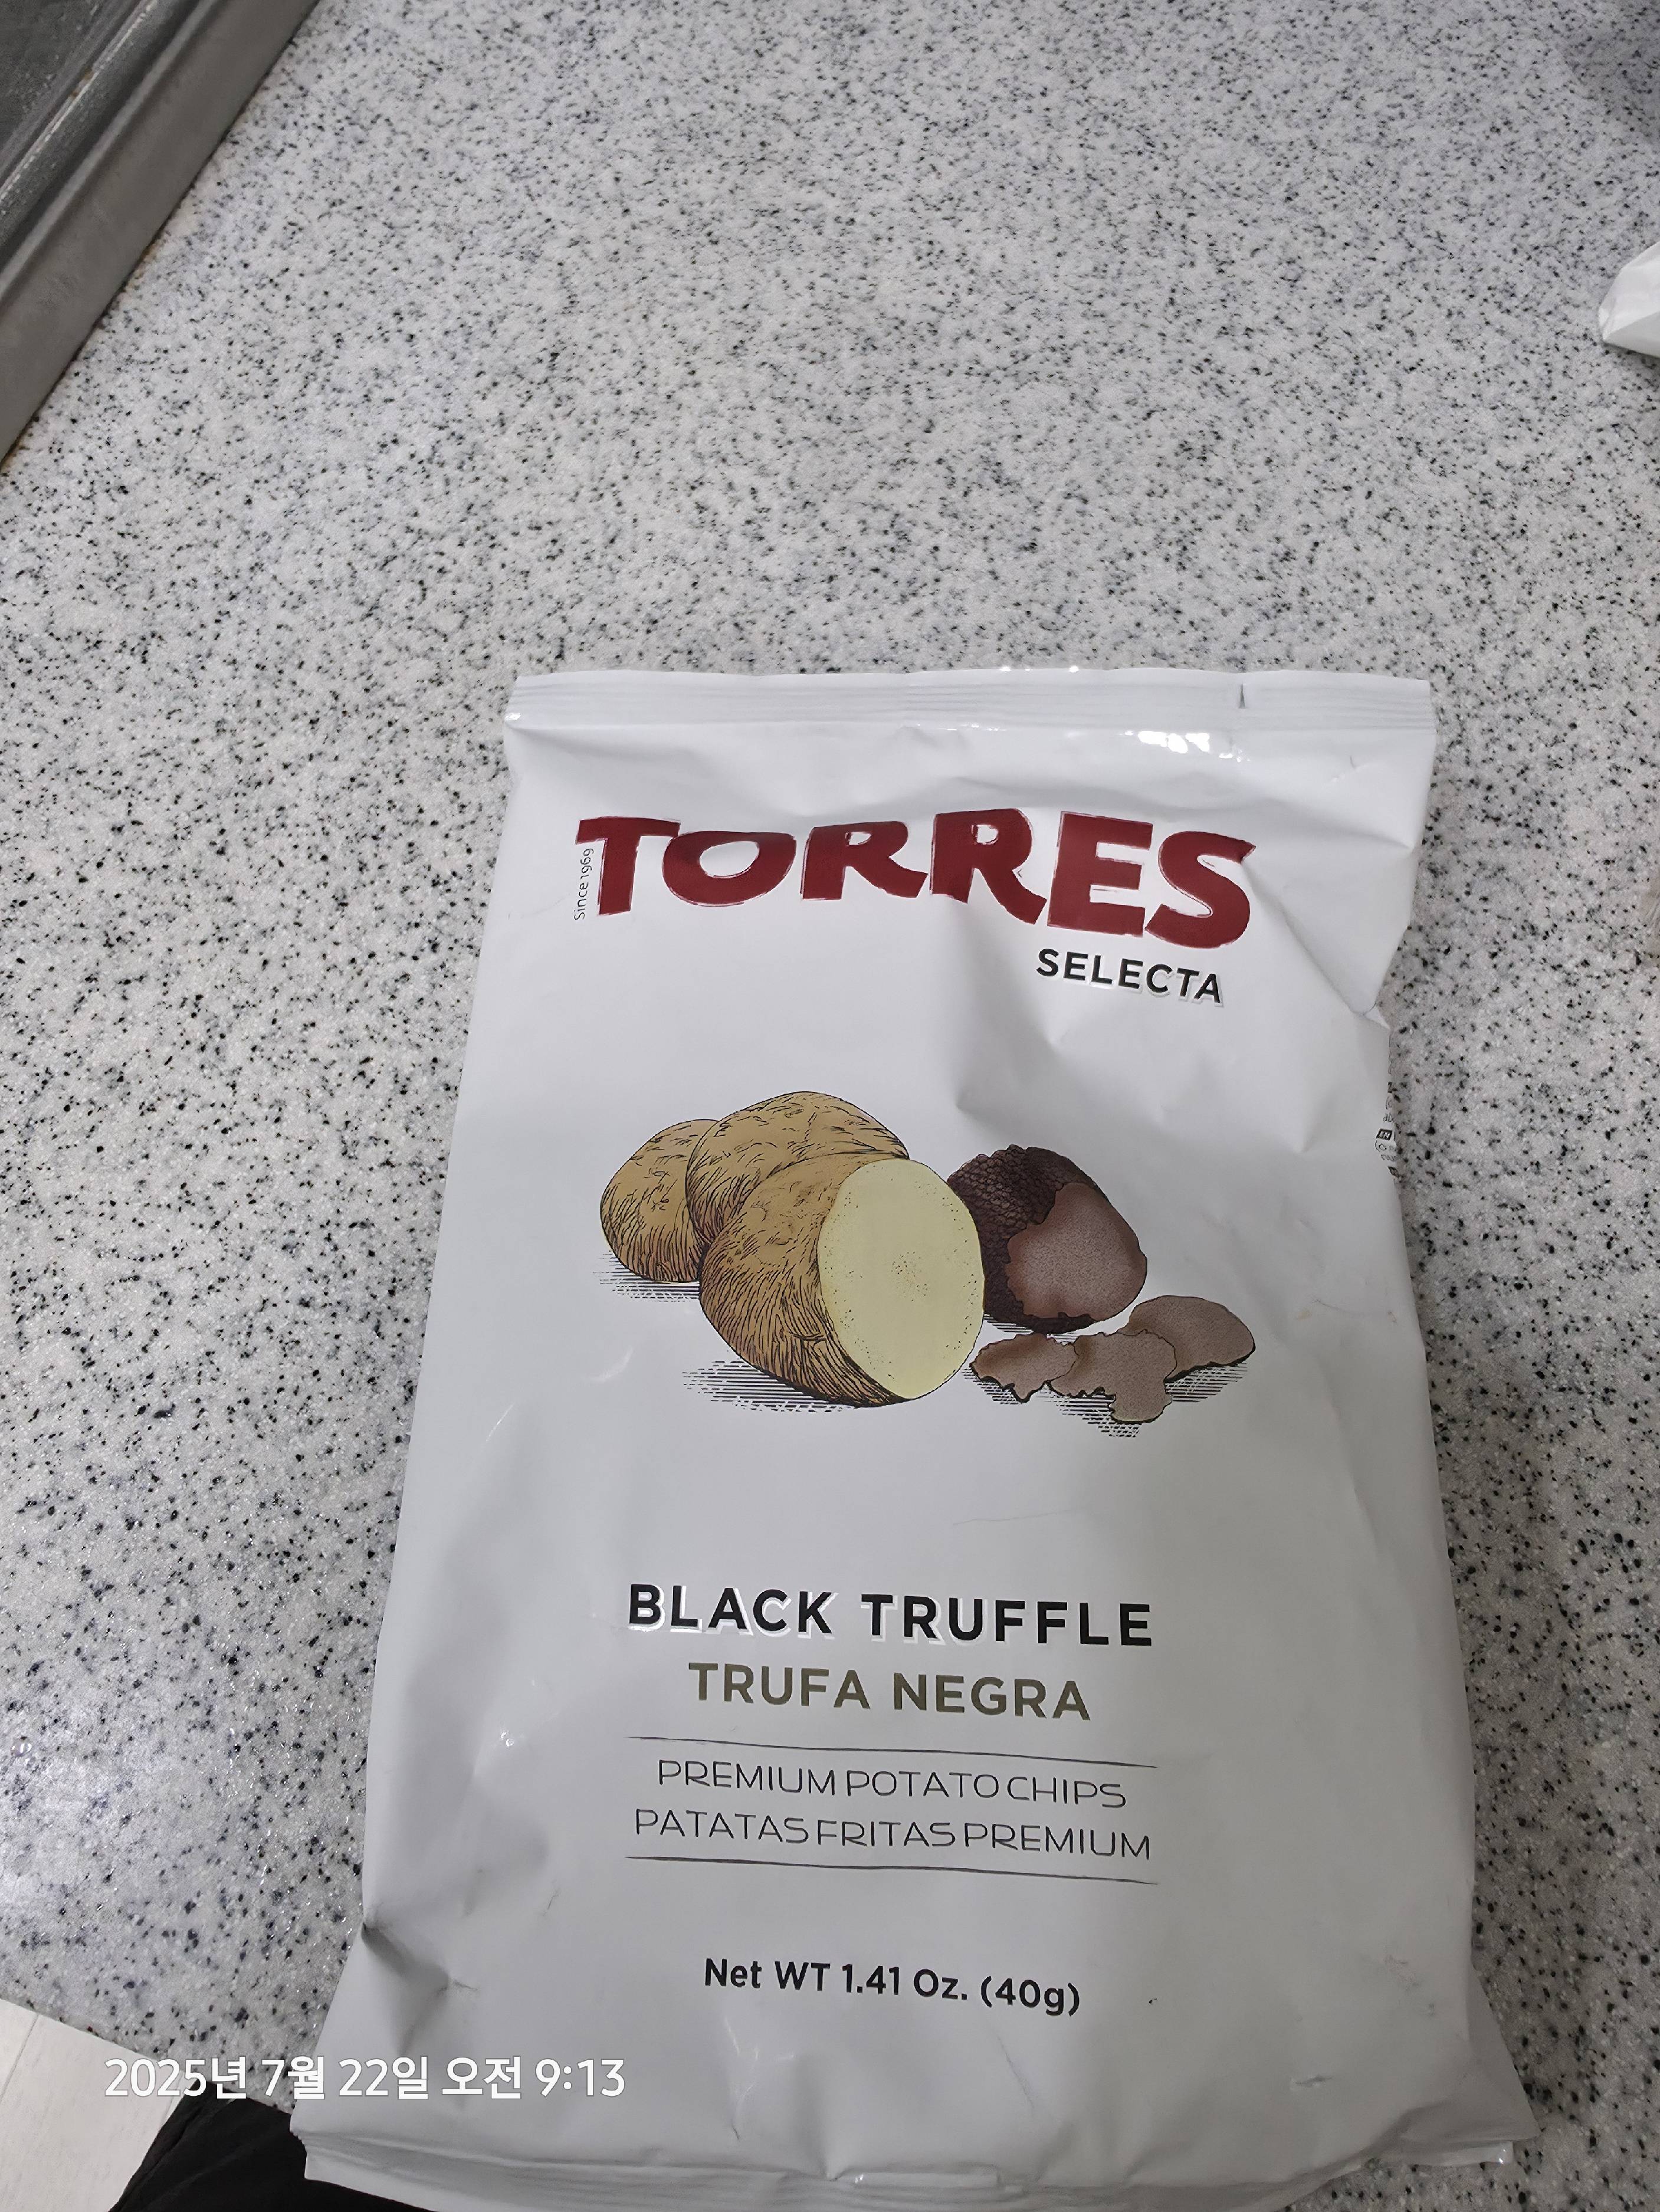 Since 1969
TORRES
SELECTA
BLACK TRUFFLE
TRUFA NEGRA
PREMIUM POTATO CHIPS
PATATAS FRITAS PREMIUM
Net WT 1.41 Oz. (40g)
2025년 7월 22일 오전 9:13